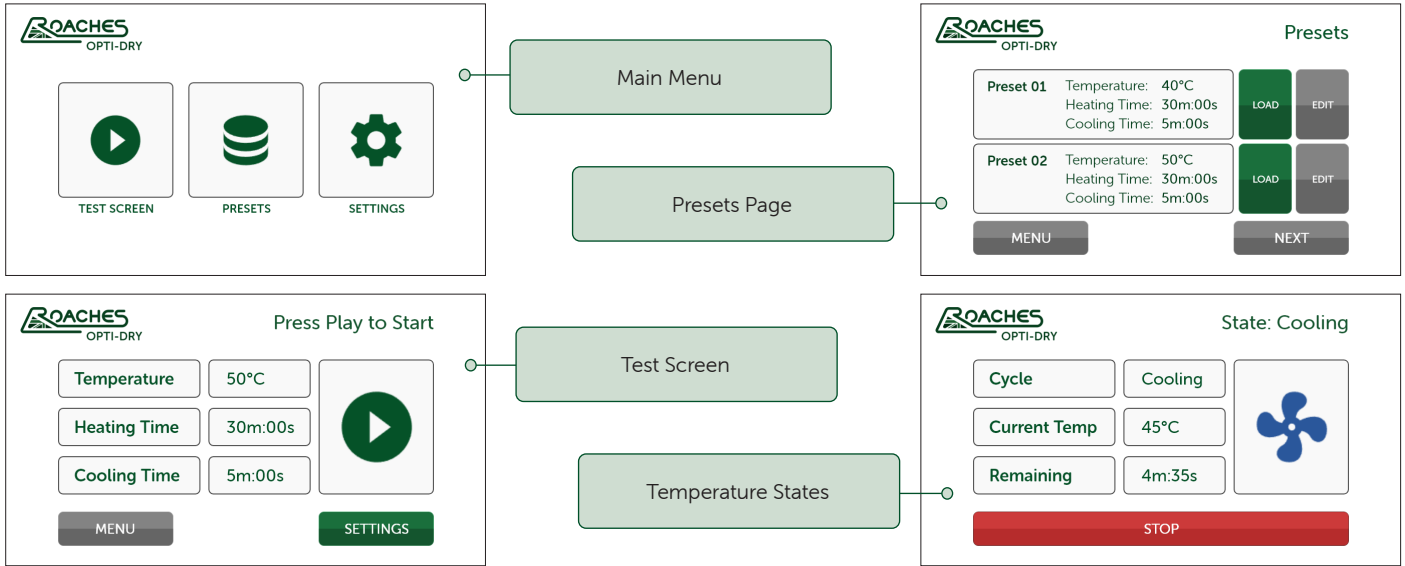 ROACHES
OPTI-DRY
TEST SCREEN
PRESETS
SETTINGS
Main Menu
ROACHES
OPTI-DRY
Presets
Preset 01
Temperature: 40°C
Heating Time: 30m:00s
Cooling Time: 5m:00s
LOAD
EDIT
Preset 02
Temperature: 50°C
Heating Time: 30m:00s
Cooling Time: 5m:00s
LOAD
EDIT
MENU
NEXT
Presets Page
ROACHES
OPTI-DRY
Press Play to Start
Temperature
50°C
Heating Time
30m:00s
Cooling Time
5m:00s
MENU
SETTINGS
Test Screen
ROACHES
OPTI-DRY
State: Cooling
Cycle
Cooling
Current Temp
45°C
Remaining
4m:35s
STOP
Temperature States